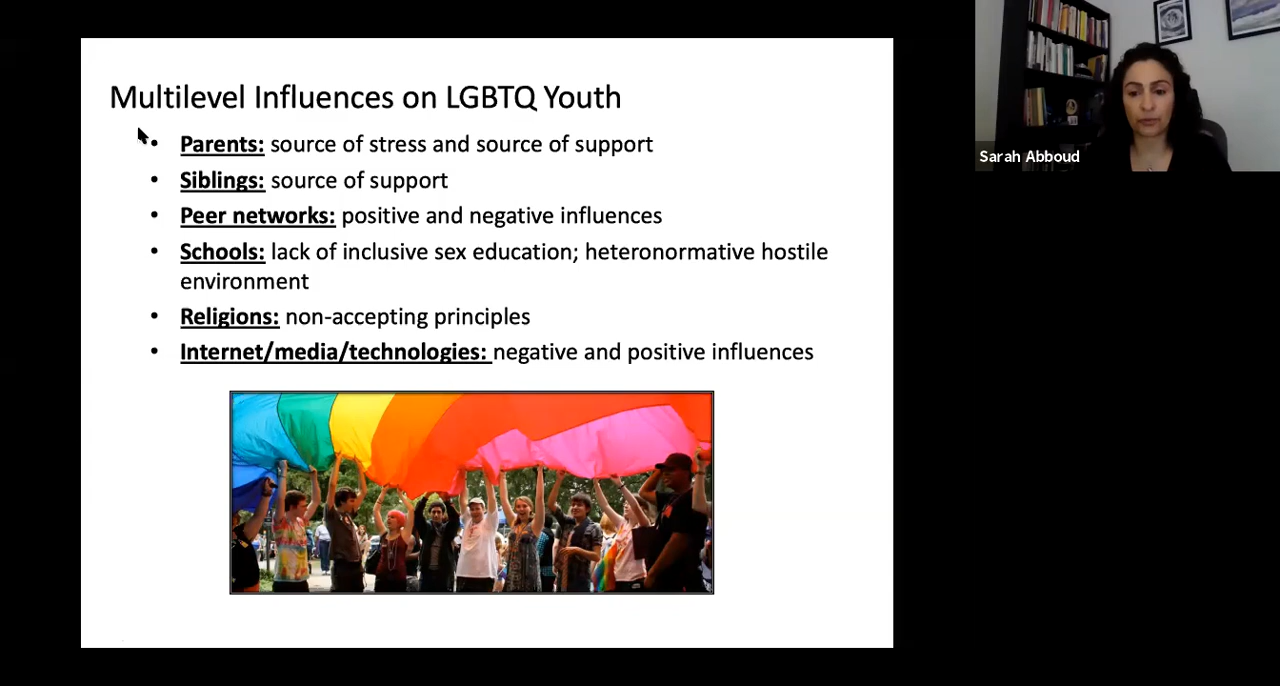 Multilevel Influences on LGBTQ Youth
• Parents: source of stress and source of support
• Siblings: source of support
• Peer networks: positive and negative influences
• Schools: lack of inclusive sex education; heteronormative hostile
environment
• Religions: non-accepting principles
• Internet/media/technologies: negative and positive influences
Sarah Abboud